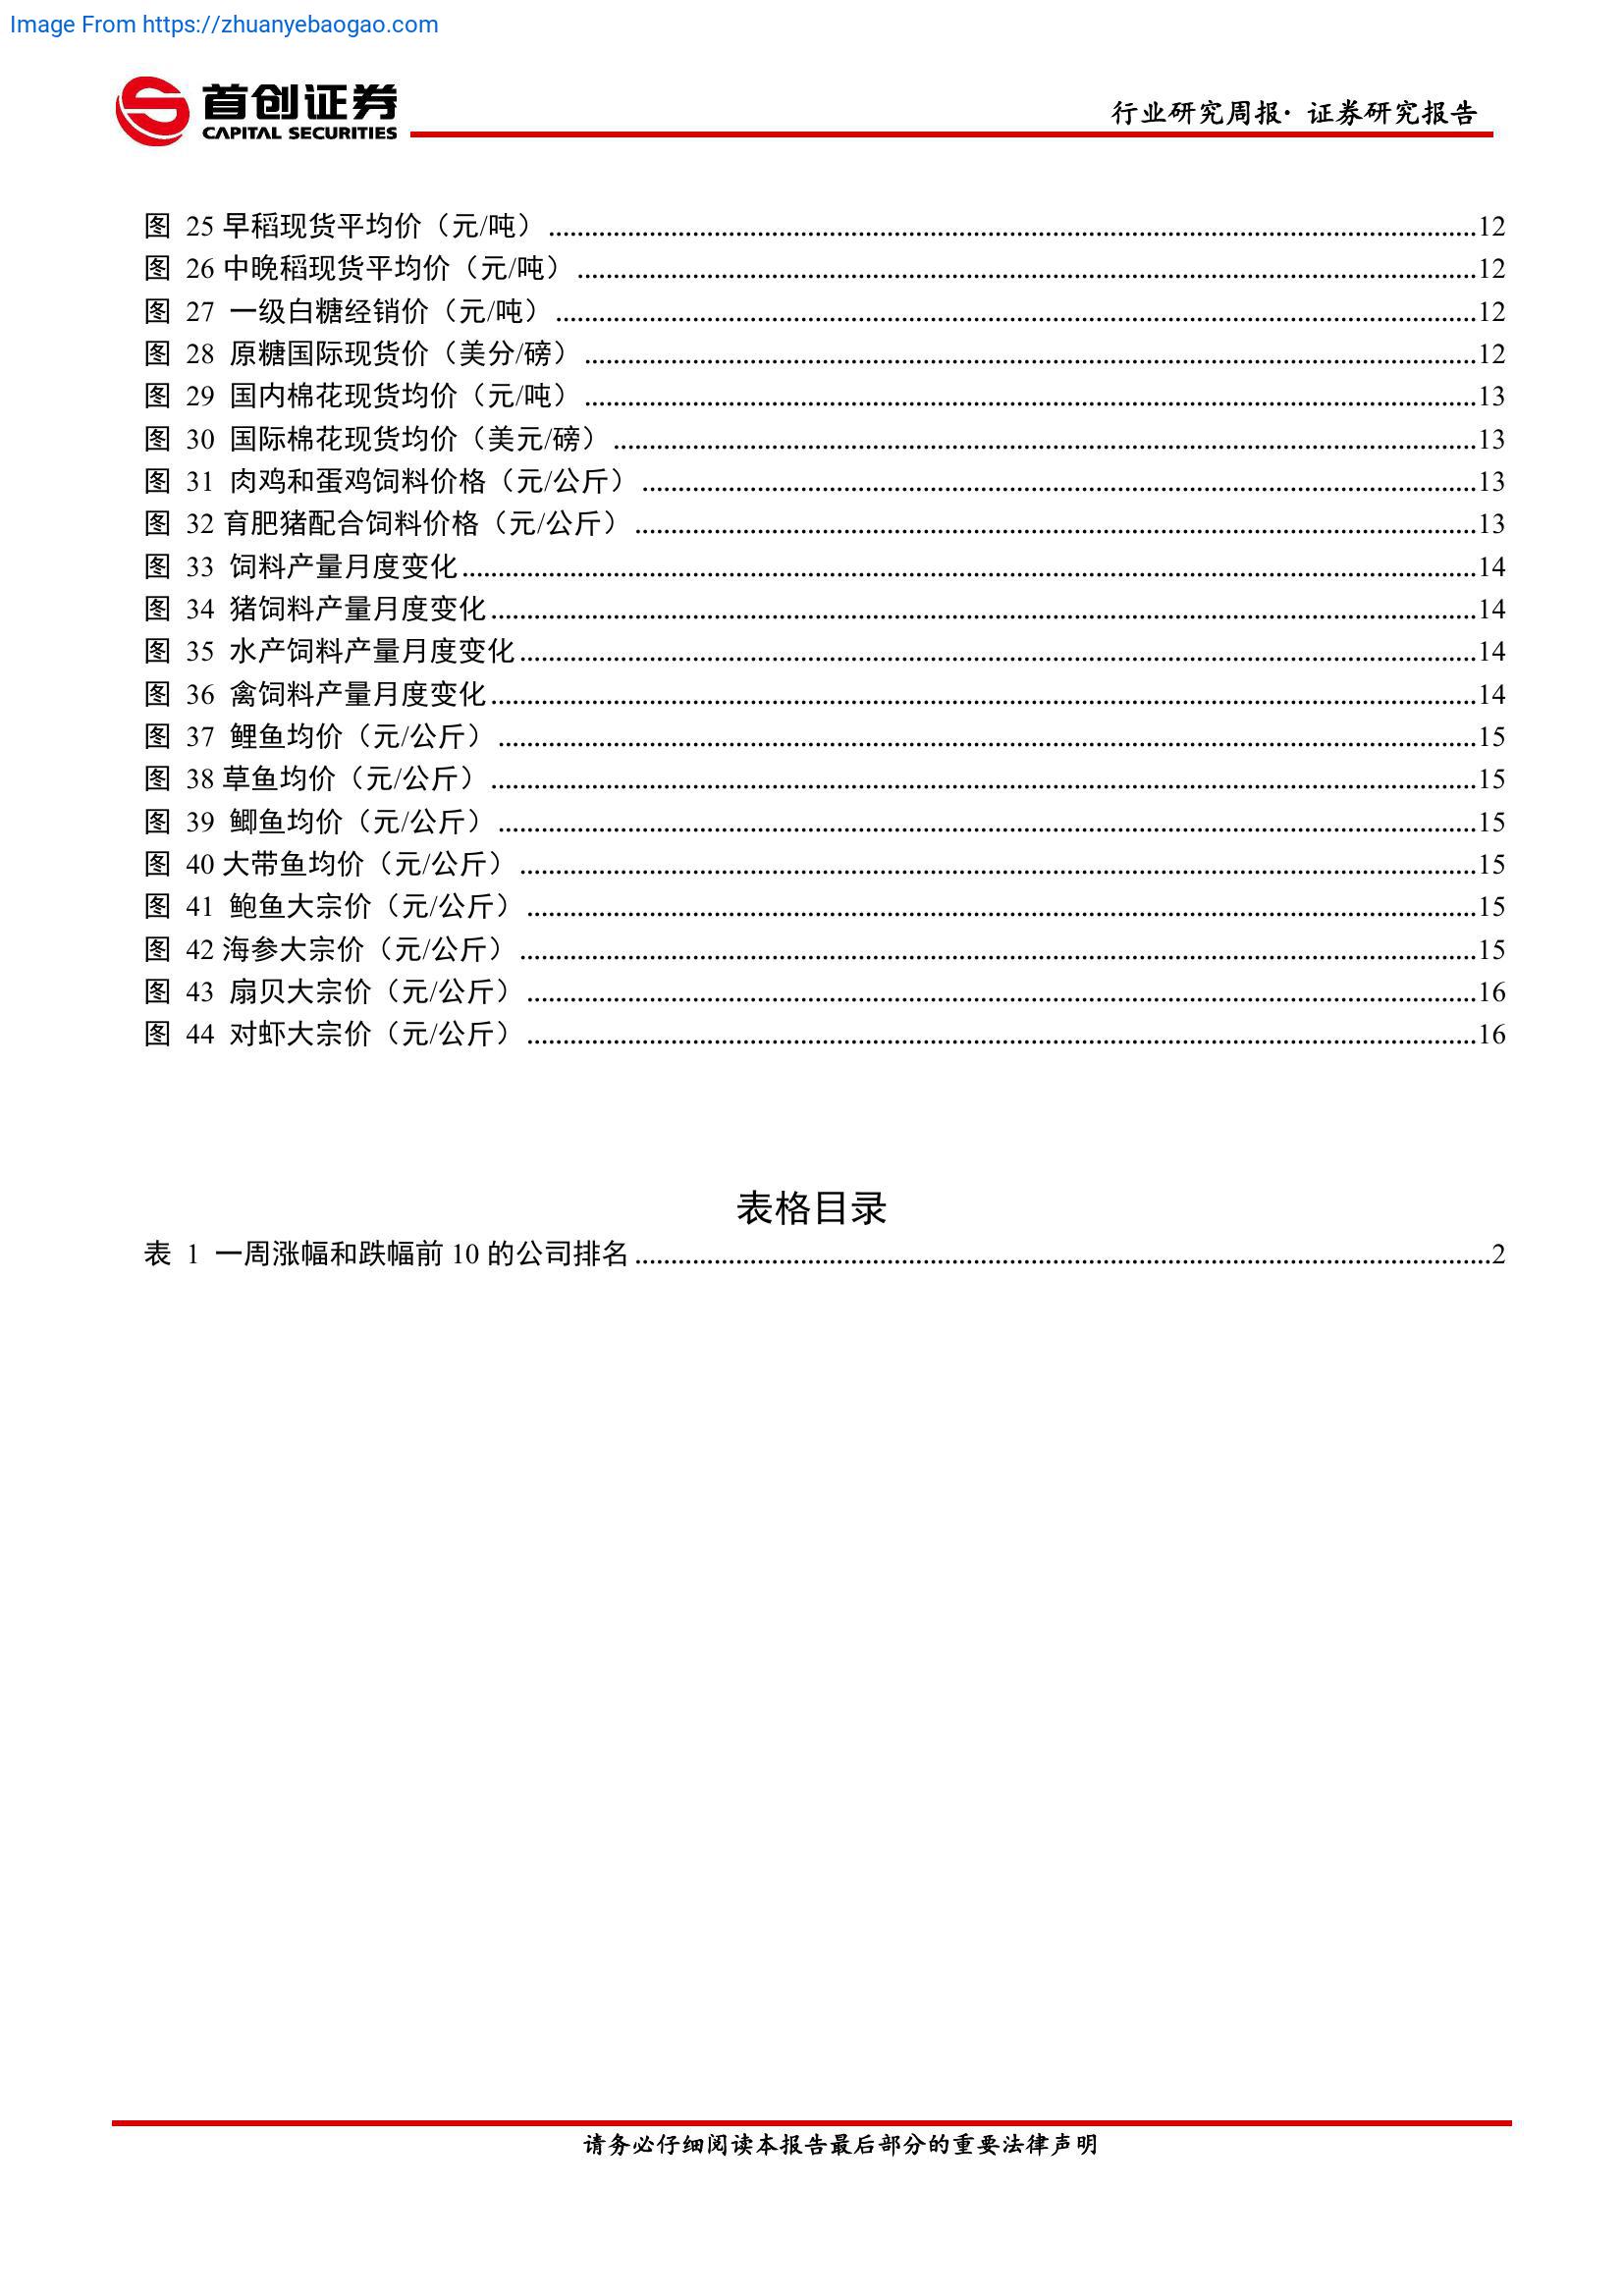 Image From https://zhuanyebaogao.com
首创证券
CAPITAL SECURITIES
行业研究周报· 证券研究报告
图 25 早稻现货平均价（元/吨）........................................12
图 26 中晚稻现货平均价（元/吨）........................................12
图 27 一级白糖经销价（元/吨）........................................12
图 28 原糖国际现货价（美分/磅）........................................12
图 29 国内棉花现货均价（元/吨）........................................13
图 30 国际棉花现货均价（美元/磅）........................................13
图 31 肉鸡和蛋鸡饲料价格（元/公斤）........................................13
图 32 育肥猪配合饲料价格（元/公斤）........................................13
图 33 饲料产量月度变化........................................14
图 34 猪饲料产量月度变化........................................14
图 35 水产饲料产量月度变化........................................14
图 36 禽饲料产量月度变化........................................14
图 37 鲤鱼均价（元/公斤）........................................15
图 38 草鱼均价（元/公斤）........................................15
图 39 鲫鱼均价（元/公斤）........................................15
图 40 大带鱼均价（元/公斤）........................................15
图 41 鲍鱼大宗价（元/公斤）........................................15
图 42 海参大宗价（元/公斤）........................................15
图 43 扇贝大宗价（元/公斤）........................................16
图 44 对虾大宗价（元/公斤）........................................16
表格目录
表 1 一周涨幅和跌幅前 10 的公司排名........................................2
请务必仔细阅读本报告最后部分的重要法律声明